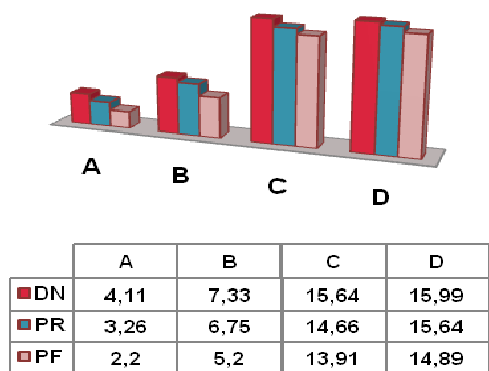 A B C D
A B C D
DN 4,11 7,33 15,64 15,99
PR 3,26 6,75 14,66 15,64
PF 2,2 5,2 13,91 14,89